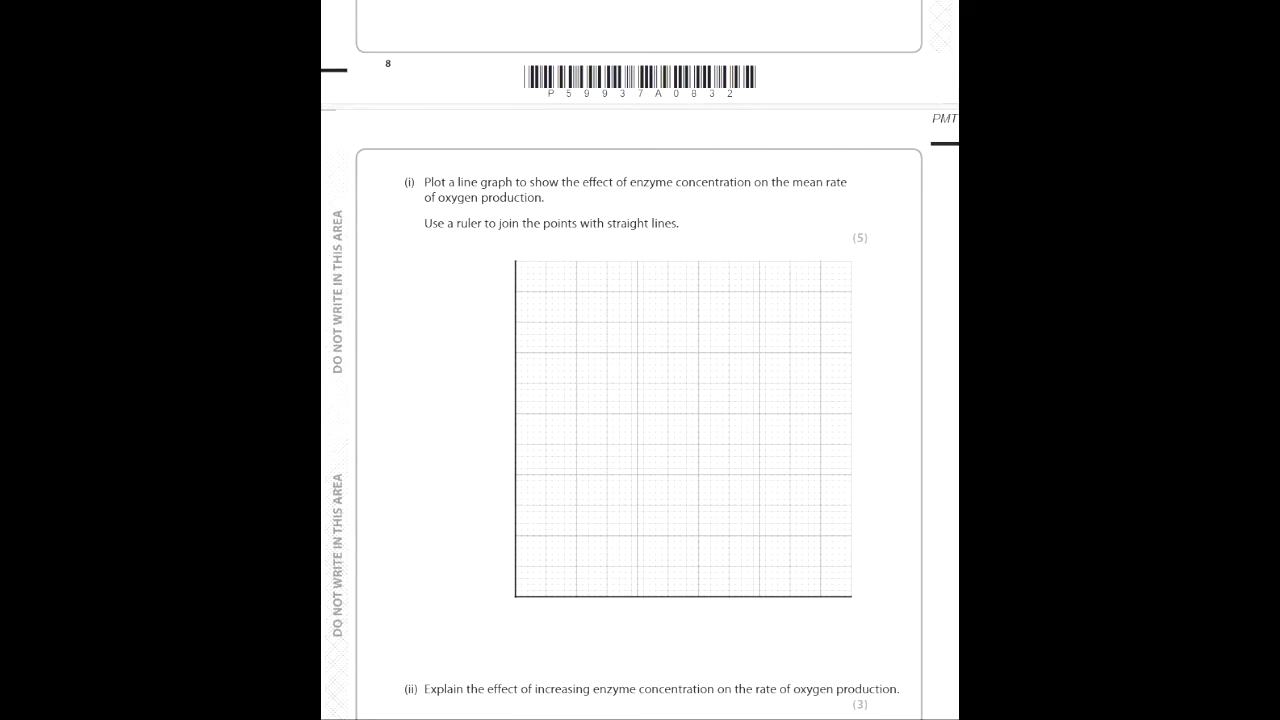 8
P 5 9 9 3 7 A 0 8 3 2
PMT
(i) Plot a line graph to show the effect of enzyme concentration on the mean rate
of oxygen production.
Use a ruler to join the points with straight lines.
(5)
DO NOT WRITE IN THIS AREA
DO NOT WRITE IN THIS AREA
(ii) Explain the effect of increasing enzyme concentration on the rate of oxygen production.
(3)